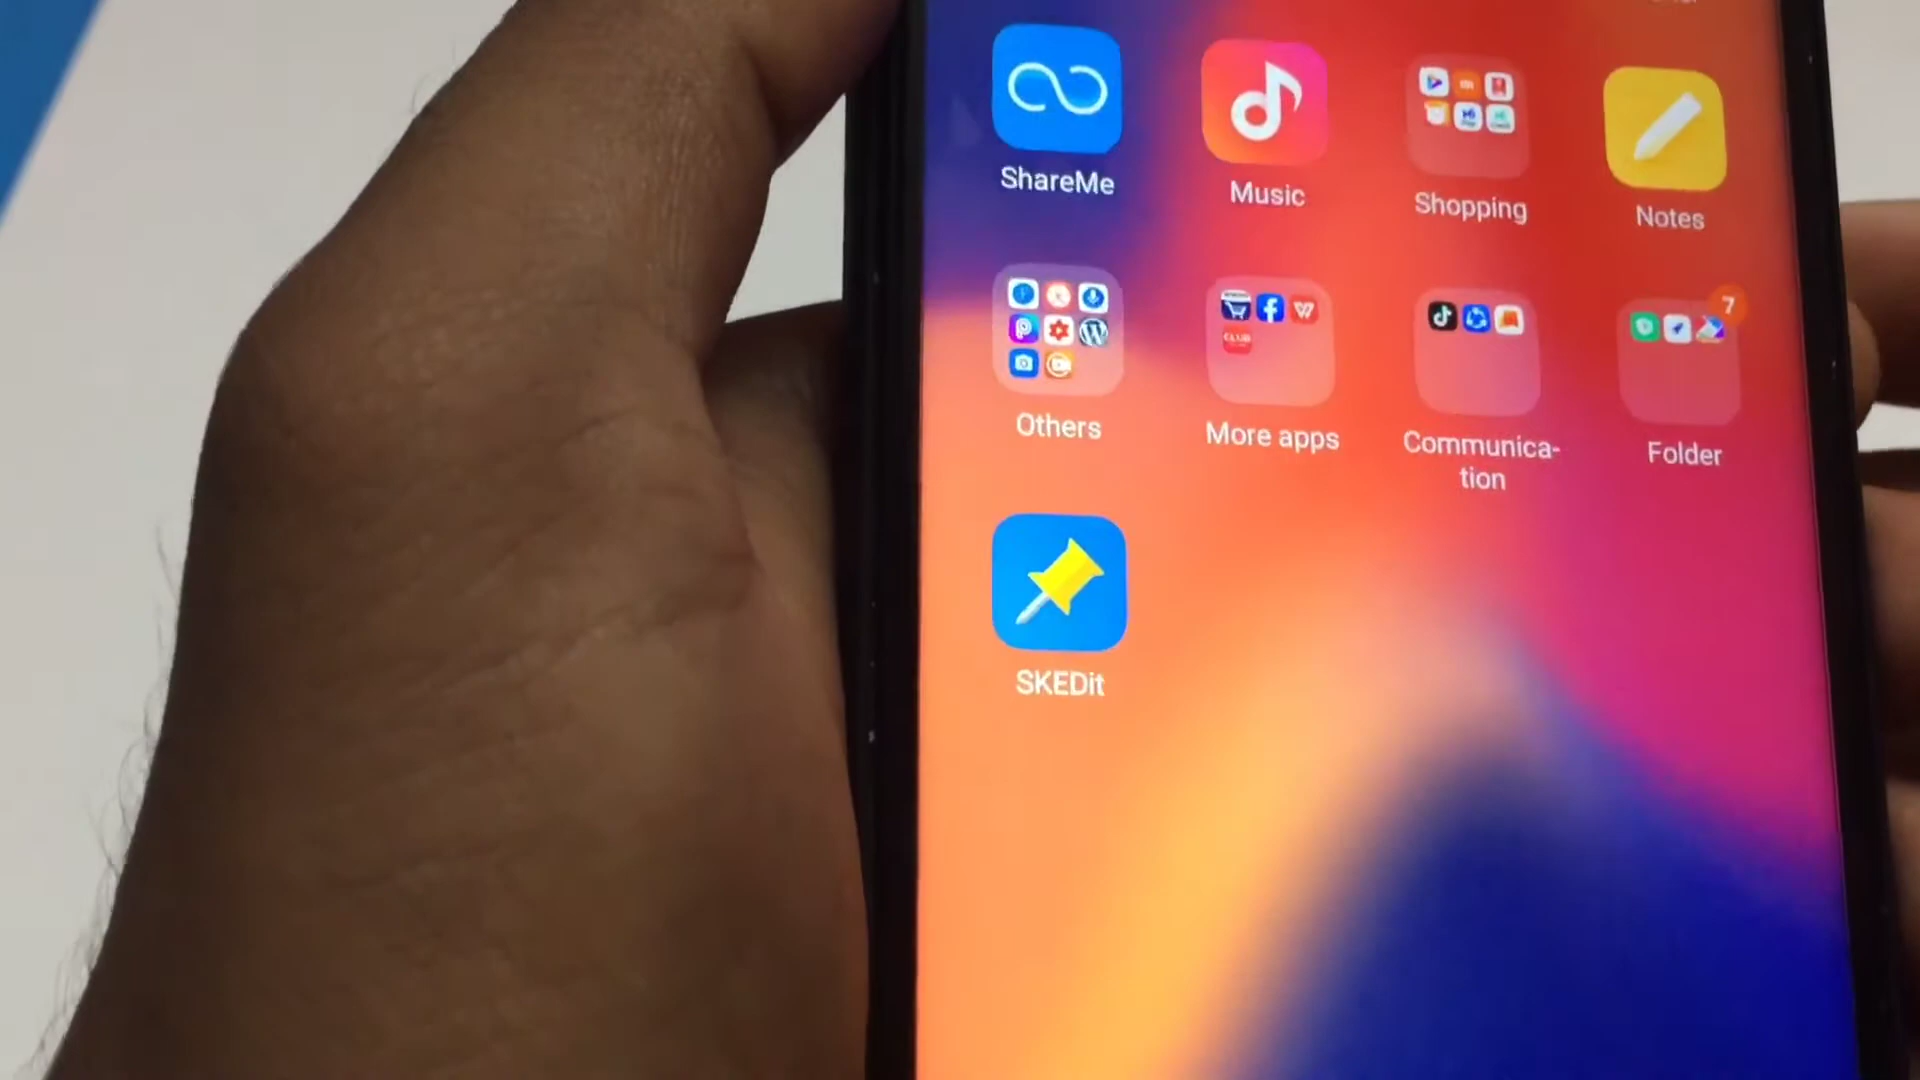 ShareMe
Music
Shopping
Notes
7
Others
More apps
Communica-
tion
Folder
SKEDit